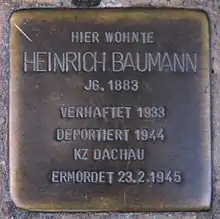 HIER WOHNTE
HEINRICH BAUMANN
JG. 1883
VERHAFTET 1933
DEPORTIERT 1944
KZ DACHAU
ERMORDET 23.2.1945